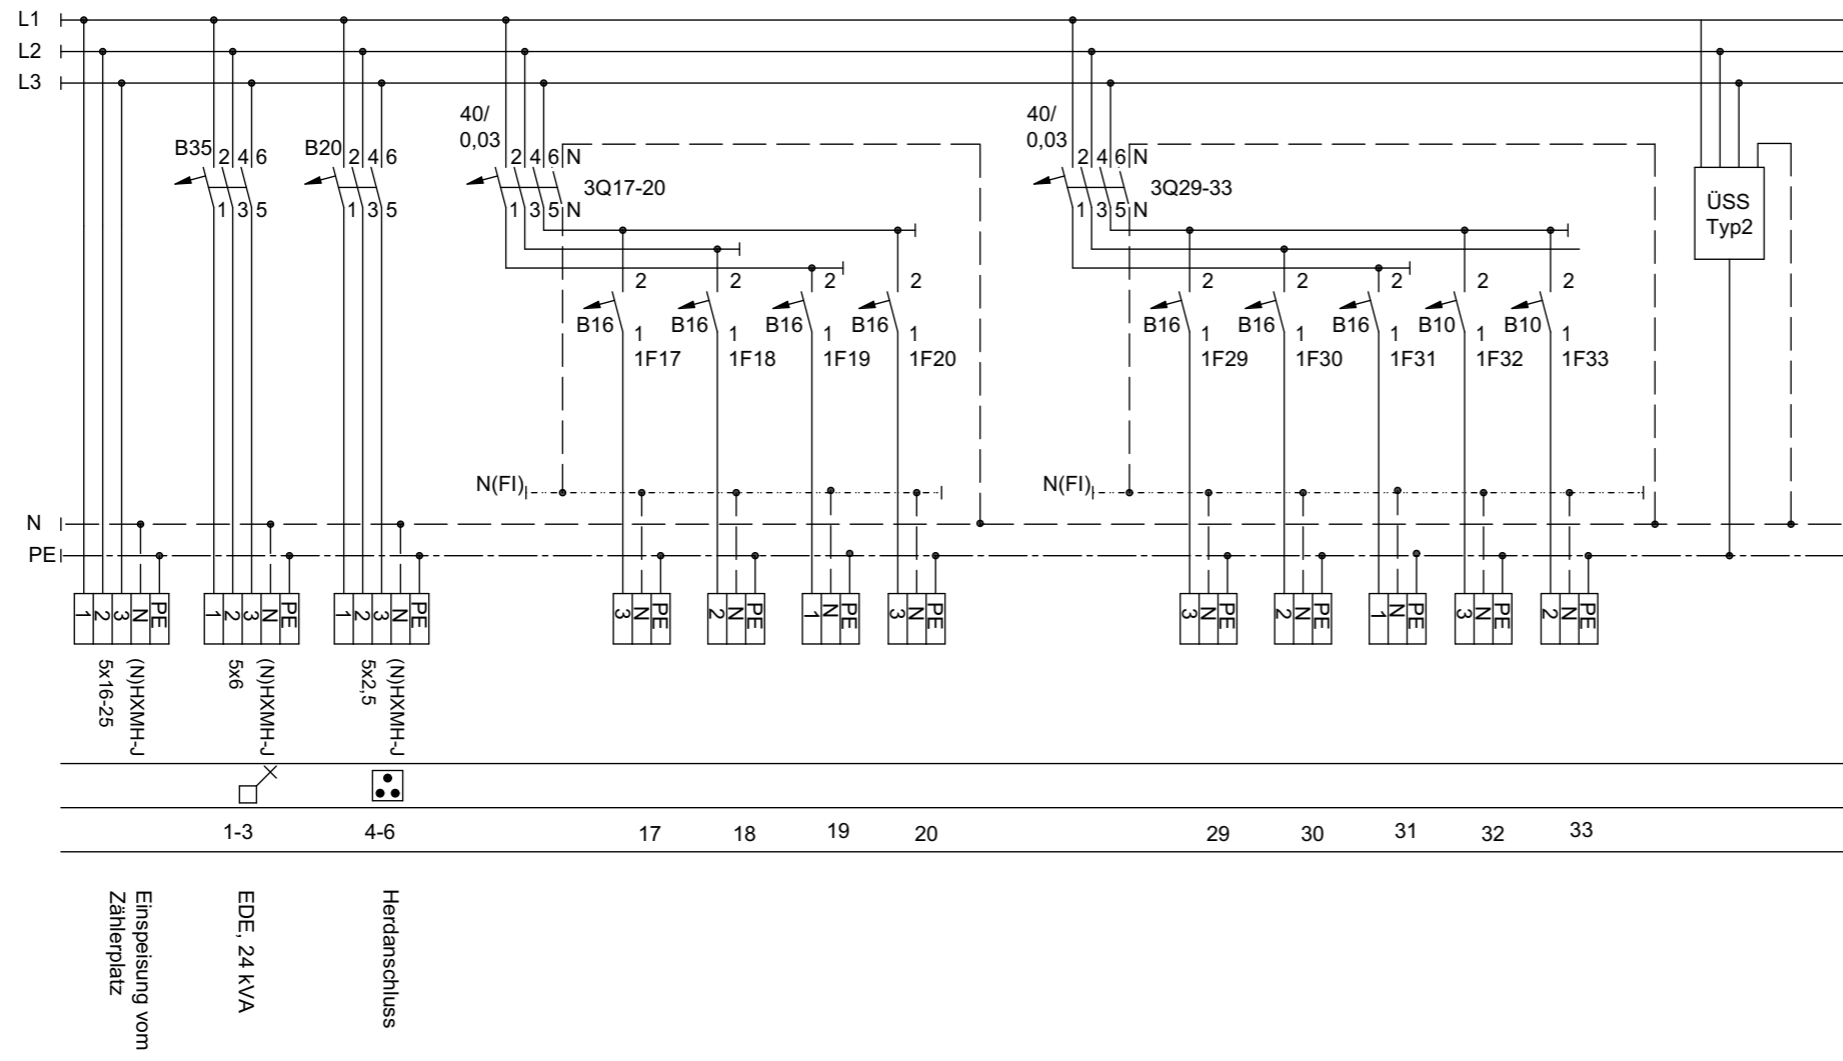 L1
L2
L3
40/
0,03
40/
0,03
B35 2 4 6
B20 2 4 6
2 4 6 N
2 4 6 N
3Q17-20
3Q29-33
1 3 5
1 3 5
1 3 5 N
1 3 5 N
ÜSS
Typ2
2 2 2 2
2 2 2 2 2
B16 B16 B16 B16
B16 B16 B16 B10 B10
1 1 1 1
1 1 1 1 1
1F17 1F18 1F19 1F20
1F29 1F30 1F31 1F32 1F33
N(FI)
N(FI)
N
PE
1 2 3 N PE
1 2 3 N PE
1 2 3 N PE
3 N PE
2 N PE
1 N PE
3 N PE
3 N PE
2 N PE
1 N PE
3 N PE
2 N PE
(N)HXMH-J
5x16-25
(N)HXMH-J
5x6
(N)HXMH-J
5x2,5
1-3 4-6 17 18 19 20 29 30 31 32 33
Einspeisung vom
Zählerplatz
EDE, 24 kVA
Herdanschluss